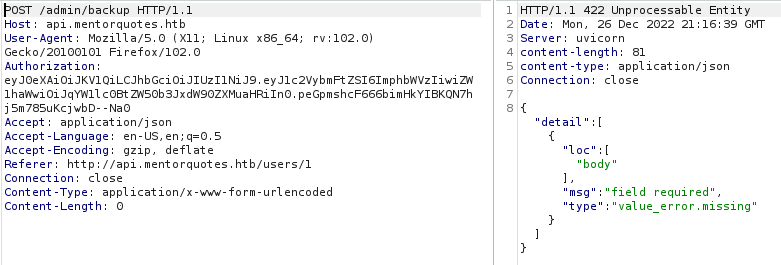 POST /admin/backup HTTP/1.1
Host: api.mentorquotes.htb
User-Agent: Mozilla/5.0 (X11; Linux x86_64; rv:102.0)
Gecko/20100101 Firefox/102.0
Authorization:
eyJ0eXAiOiJKV1QiLCJhbGciOiJIUzI1NiJ9.eyJ1c2VybmFtZSI6ImphbWVzIiwiZW
1haWwiOiJqYW1lc0BtZW50b3JxdW90ZXMuaHRiIn0.peGpmshcF666bimHkYIBKQN7h
j5m785uKcjwbD--Na0
Accept: application/json
Accept-Language: en-US,en;q=0.5
Accept-Encoding: gzip, deflate
Referer: http://api.mentorquotes.htb/users/1
Connection: close
Content-Type: application/x-www-form-urlencoded
Content-Length: 0
1 HTTP/1.1 422 Unprocessable Entity
2 Date: Mon, 26 Dec 2022 21:16:39 GMT
3 Server: uvicorn
4 content-length: 81
5 content-type: application/json
6 Connection: close
7
8 {
"detail":[
{
"loc":[
"body"
],
"msg":"field required",
"type":"value_error.missing"
}
]
}